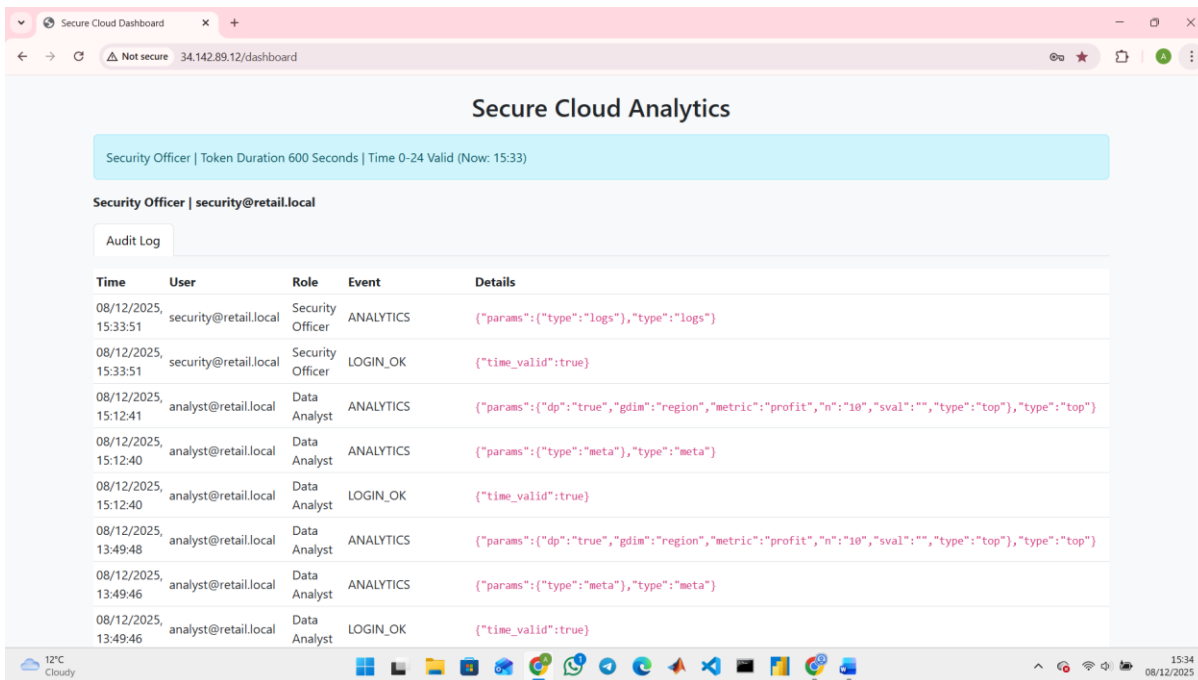 Secure Cloud Dashboard
Not secure 34.142.89.12/dashboard
A
Secure Cloud Analytics
Security Officer | Token Duration 600 Seconds | Time 0-24 Valid (Now: 15:33)
Security Officer | security@retail.local
Audit Log
Time User Role Event Details
08/12/2025, 15:33:51 security@retail.local Security Officer ANALYTICS {"params":{"type":"logs"},"type":"logs"}
08/12/2025, 15:33:51 security@retail.local Security Officer LOGIN_OK {"time_valid":true}
08/12/2025, 15:12:41 analyst@retail.local Data Analyst ANALYTICS {"params":{"dp":"true","gdim":"region","metric":"profit","n":"10","sval":"","type":"top"},"type":"top"}
08/12/2025, 15:12:40 analyst@retail.local Data Analyst ANALYTICS {"params":{"type":"meta"},"type":"meta"}
08/12/2025, 15:12:40 analyst@retail.local Data Analyst LOGIN_OK {"time_valid":true}
08/12/2025, 13:49:48 analyst@retail.local Data Analyst ANALYTICS {"params":{"dp":"true","gdim":"region","metric":"profit","n":"10","sval":"","type":"top"},"type":"top"}
08/12/2025, 13:49:46 analyst@retail.local Data Analyst ANALYTICS {"params":{"type":"meta"},"type":"meta"}
08/12/2025, 13:49:46 analyst@retail.local Data Analyst LOGIN_OK {"time_valid":true}
12°C
Cloudy
15:34
08/12/2025